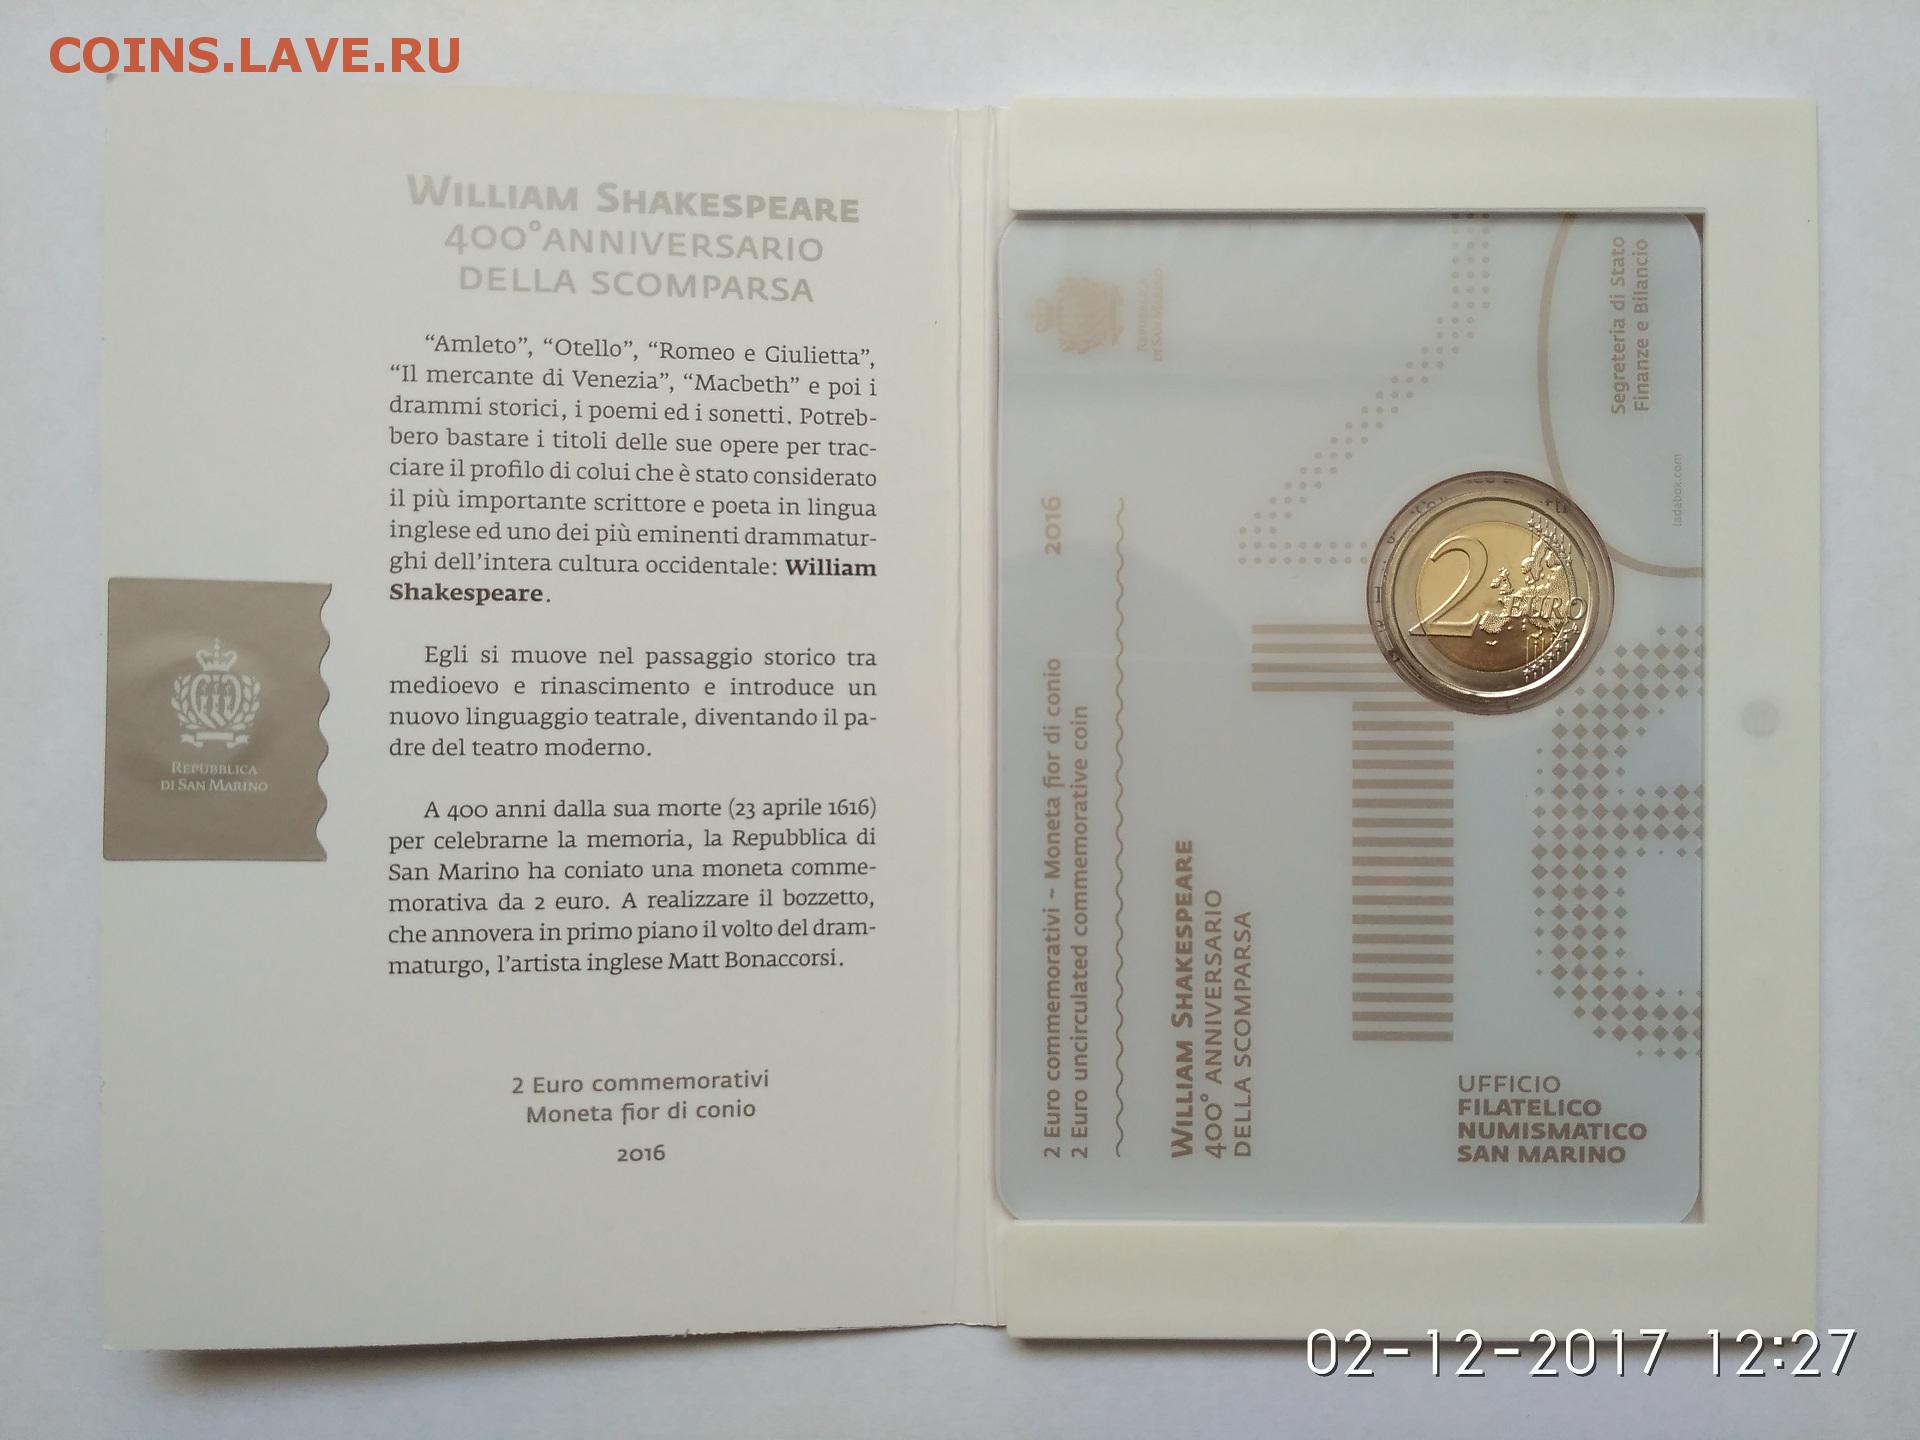 COINS.LAVE.RU
WILLIAM SHAKESPEARE
400° ANNIVERSARIO
DELLA SCOMPARSA
“Amleto”, “Otello”, “Romeo e Giulietta”,
“Il mercante di Venezia”, “Macbeth” e poi i
drammi storici, i poemi ed i sonetti. Potreb-
bero bastare i titoli delle sue opere per trac-
ciare il profilo di colui che è stato considerato
il più importante scrittore e poeta in lingua
inglese ed uno dei più eminenti drammatur-
ghi dell’intera cultura occidentale: William
Shakespeare.
Egli si muove nel passaggio storico tra
medioevo e rinascimento e introduce un
nuovo linguaggio teatrale, diventando il pa-
dre del teatro moderno.
A 400 anni dalla sua morte (23 aprile 1616)
per celebrarne la memoria, la Repubblica di
San Marino ha coniato una moneta comme-
morativa da 2 euro. A realizzare il bozzetto,
che annovera in primo piano il volto del dram-
maturgo, l’artista inglese Matt Bonaccorsi.
2 Euro commemorativi
Moneta fior di conio
2016
REPUBBLICA
DI SAN MARINO
REPUBBLICA
DI SAN MARINO
2 Euro commemorativi ~ Moneta fior di conio 2016
2 Euro uncirculated commemorative coin
WILLIAM SHAKESPEARE
400° ANNIVERSARIO
DELLA SCOMPARSA
Segreteria di Stato
Finanze e Bilancio
ladabox.com
2 EURO
UFFICIO
FILATELICO
NUMISMATICO
SAN MARINO
02-12-2017 12:27